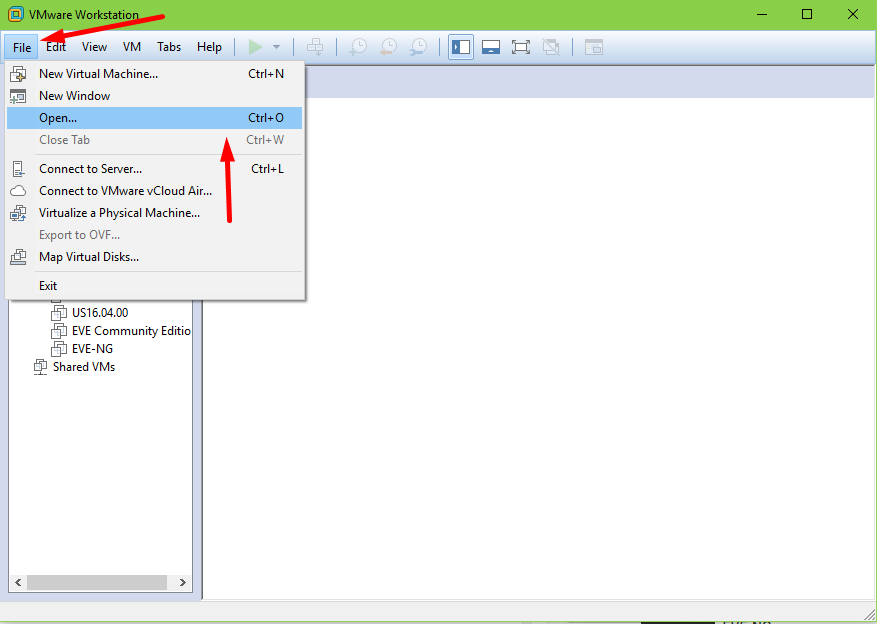 VMware Workstation
File Edit View VM Tabs Help
New Virtual Machine... Ctrl+N
New Window
Open... Ctrl+O
Close Tab Ctrl+W
Connect to Server... Ctrl+L
Connect to VMware vCloud Air...
Virtualize a Physical Machine...
Export to OVF...
Map Virtual Disks...
Exit
US16.04.00
EVE Community Editio
EVE-NG
Shared VMs